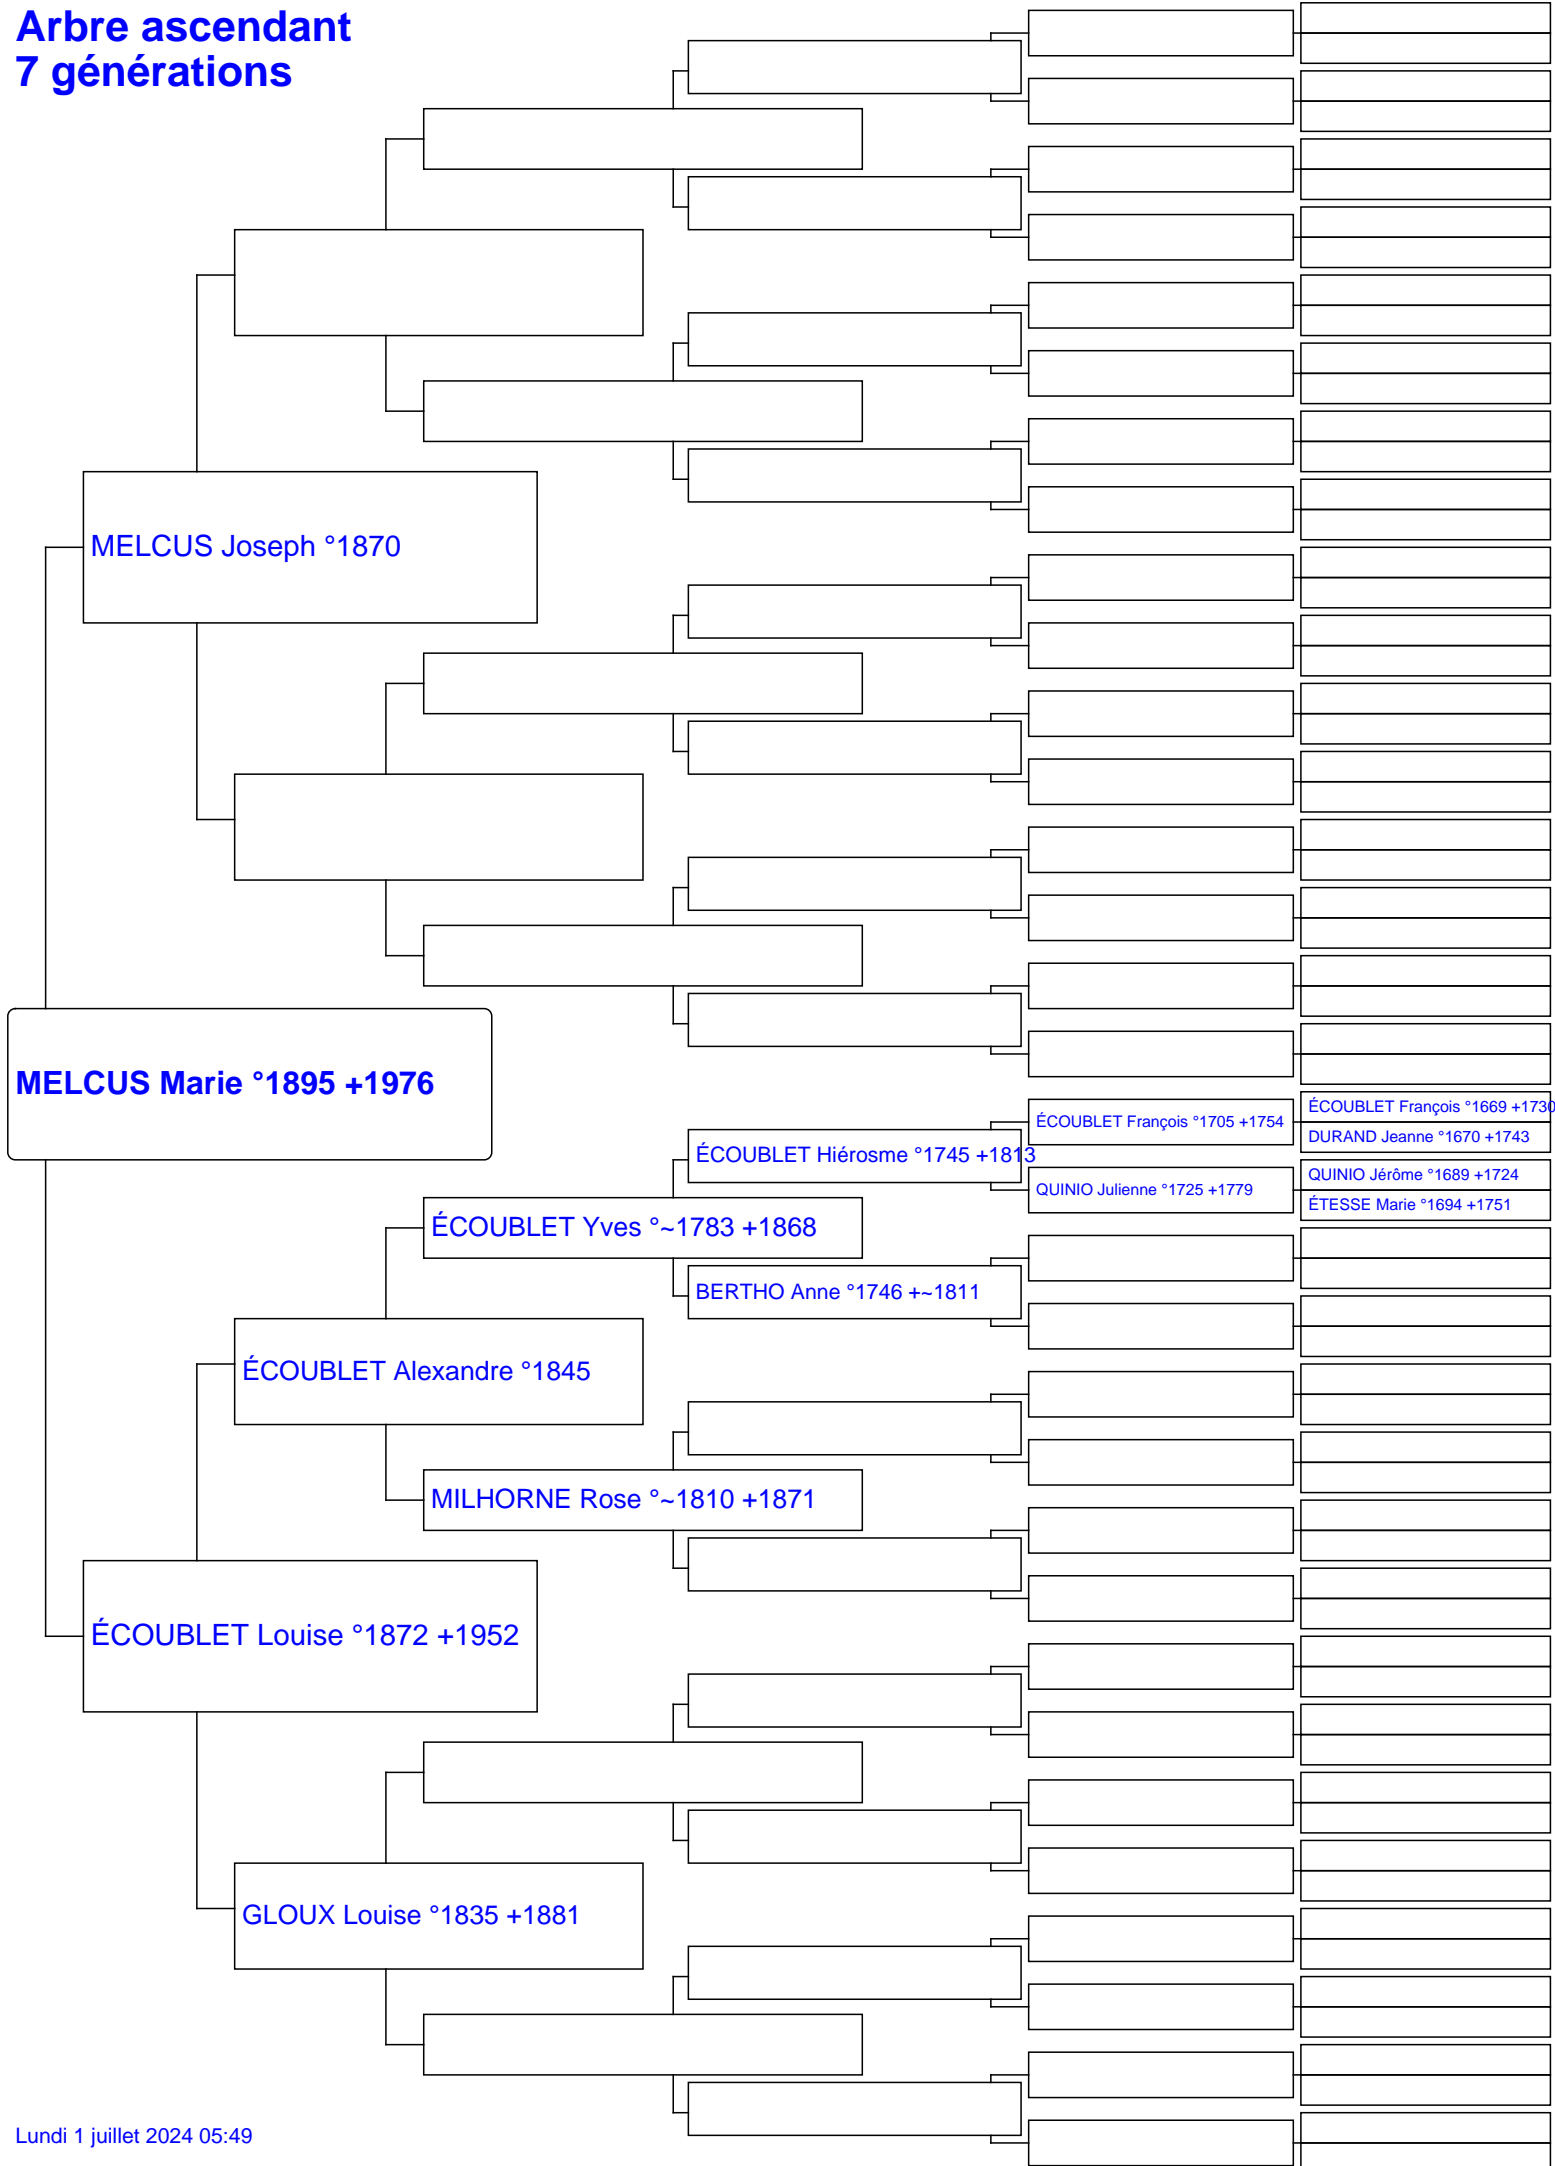 Arbre ascendant
7 générations
MELCUS Joseph °1870
MELCUS Marie °1895 +1976
ÉCOUBLET François °1669 +1730
ÉCOUBLET François °1705 +1754
DURAND Jeanne °1670 +1743
ÉCOUBLET Hiérosme °1745 +1813
QUINIO Jérôme °1689 +1724
QUINIO Julienne °1725 +1779
ÉTESSE Marie °1694 +1751
ÉCOUBLET Yves °~1783 +1868
BERTHO Anne °1746 +~1811
ÉCOUBLET Alexandre °1845
MILHORNE Rose °~1810 +1871
ÉCOUBLET Louise °1872 +1952
GLOUX Louise °1835 +1881
Lundi 1 juillet 2024 05:49